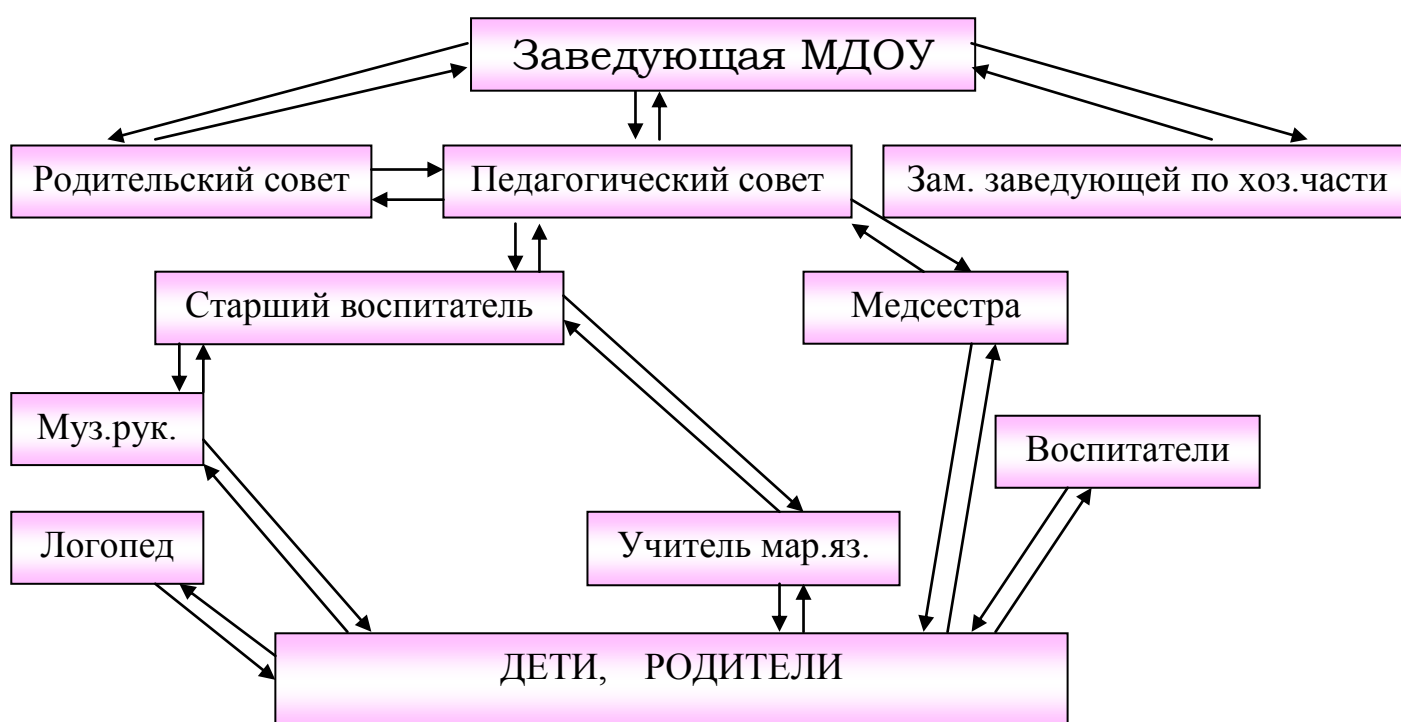 Заведующая МДОУ
Родительский совет
Педагогический совет
Зам. заведующей по хоз.части
Старший воспитатель
Медсестра
Муз.рук.
Воспитатели
Логопед
Учитель мар.яз.
ДЕТИ, РОДИТЕЛИ